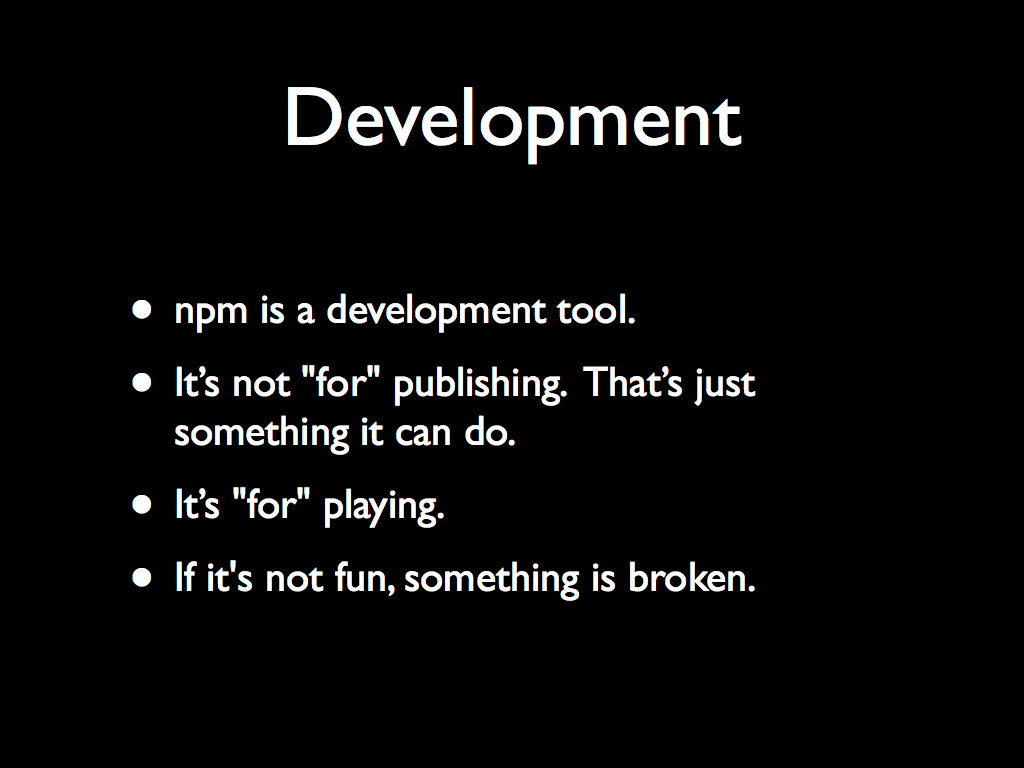 Development
• npm is a development tool.
• It’s not "for" publishing.  That’s just
something it can do.
• It’s "for" playing.
• If it's not fun, something is broken.